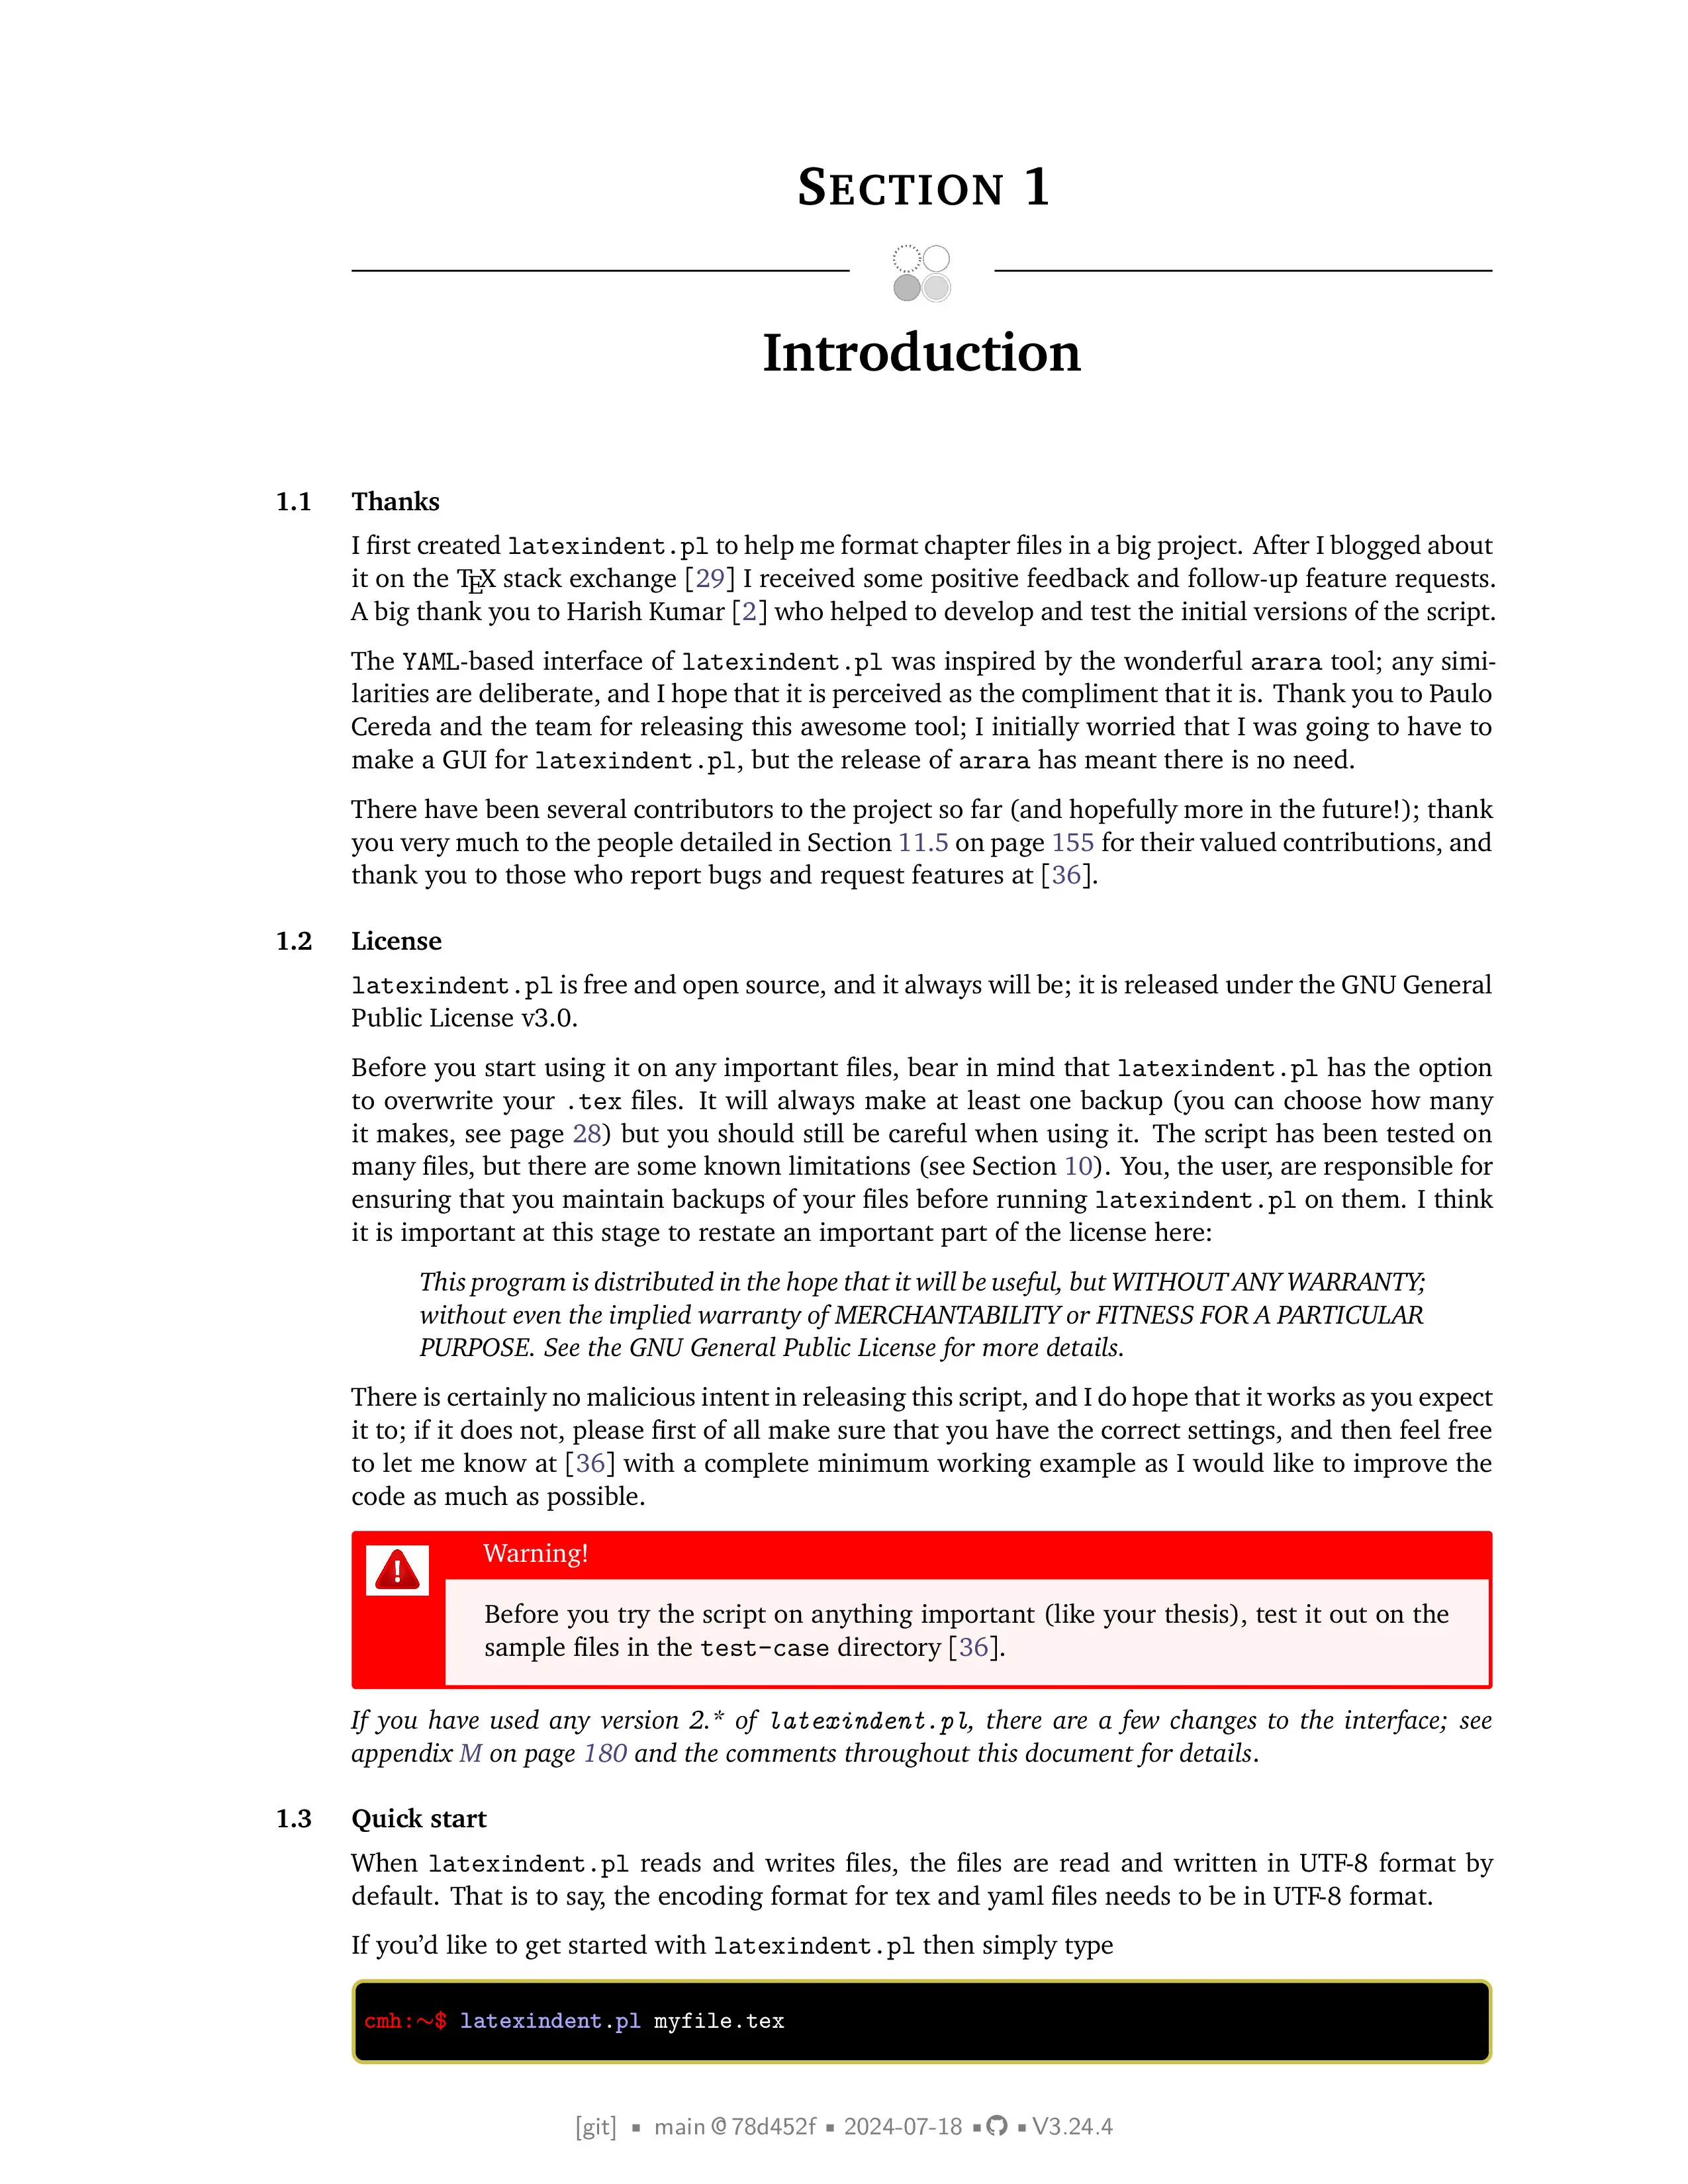 SECTION 1
Introduction
1.1 Thanks
I first created latexindent.pl to help me format chapter files in a big project. After I blogged about
it on the TEX stack exchange [29] I received some positive feedback and follow-up feature requests.
A big thank you to Harish Kumar [2] who helped to develop and test the initial versions of the script.
The YAML-based interface of latexindent.pl was inspired by the wonderful arara tool; any simi-
larities are deliberate, and I hope that it is perceived as the compliment that it is. Thank you to Paulo
Cereda and the team for releasing this awesome tool; I initially worried that I was going to have to
make a GUI for latexindent.pl, but the release of arara has meant there is no need.
There have been several contributors to the project so far (and hopefully more in the future!); thank
you very much to the people detailed in Section 11.5 on page 155 for their valued contributions, and
thank you to those who report bugs and request features at [36].
1.2 License
latexindent.pl is free and open source, and it always will be; it is released under the GNU General
Public License v3.0.
Before you start using it on any important files, bear in mind that latexindent.pl has the option
to overwrite your .tex files. It will always make at least one backup (you can choose how many
it makes, see page 28) but you should still be careful when using it. The script has been tested on
many files, but there are some known limitations (see Section 10). You, the user, are responsible for
ensuring that you maintain backups of your files before running latexindent.pl on them. I think
it is important at this stage to restate an important part of the license here:
This program is distributed in the hope that it will be useful, but WITHOUT ANY WARRANTY;
without even the implied warranty of MERCHANTABILITY or FITNESS FOR A PARTICULAR
PURPOSE. See the GNU General Public License for more details.
There is certainly no malicious intent in releasing this script, and I do hope that it works as you expect
it to; if it does not, please first of all make sure that you have the correct settings, and then feel free
to let me know at [36] with a complete minimum working example as I would like to improve the
code as much as possible.
Warning!
Before you try the script on anything important (like your thesis), test it out on the
sample files in the test-case directory [36].
If you have used any version 2.* of latexindent.pl, there are a few changes to the interface; see
appendix M on page 180 and the comments throughout this document for details.
1.3 Quick start
When latexindent.pl reads and writes files, the files are read and written in UTF-8 format by
default. That is to say, the encoding format for tex and yaml files needs to be in UTF-8 format.
If you'd like to get started with latexindent.pl then simply type
cmh:~$ latexindent.pl myfile.tex
[git] ▪ main @ 78d452f ▪ 2024-07-18 ▪ ▪ V3.24.4